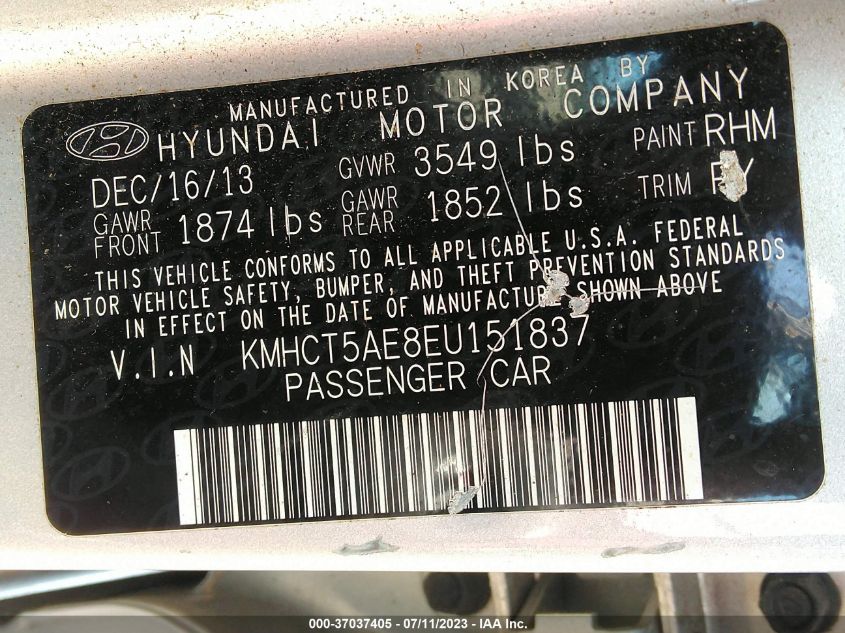 MANUFACTURED IN KOREA BY
HYUNDAI MOTOR COMPANY
DEC/16/13 GVWR 3549 lbs PAINT RHM
GAWR FRONT 1874 lbs GAWR REAR 1852 lbs TRIM
THIS VEHICLE CONFORMS TO ALL APPLICABLE U.S.A. FEDERAL
MOTOR VEHICLE SAFETY, BUMPER, AND THEFT PREVENTION STANDARDS
IN EFFECT ON THE DATE OF MANUFACTURE SHOWN ABOVE
V.I.N KMHCT5AE8EU151837
PASSENGER CAR
000-37037405 - 07/11/2023 - IAA Inc.